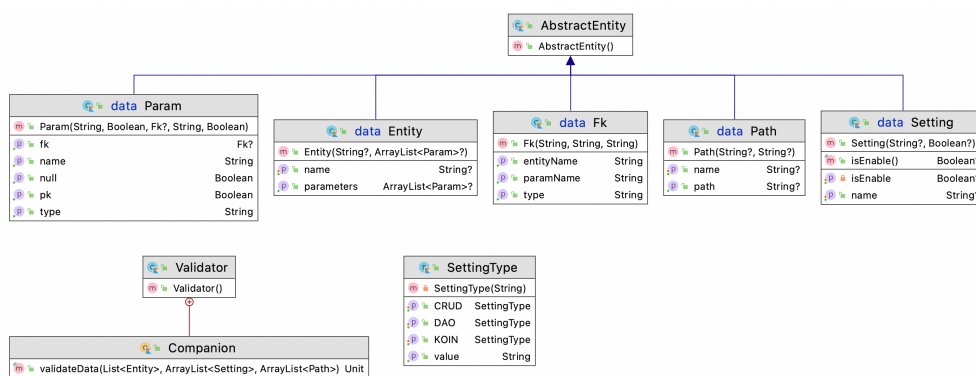 AbstractEntity
AbstractEntity()
data Param
Param(String, Boolean, Fk?, String, Boolean)
fk Fk?
name String
null Boolean
pk Boolean
type String
data Entity
Entity(String?, ArrayList<Param>?)
name String?
parameters ArrayList<Param>?
data Fk
Fk(String, String, String)
entityName String
paramName String
type String
data Path
Path(String?, String?)
name String?
path String?
data Setting
Setting(String?, Boolean?)
isEnable() Boolean?
isEnable Boolean?
name String?
Validator
Validator()
Companion
validateData(List<Entity>, ArrayList<Setting>, ArrayList<Path>) Unit
SettingType
SettingType(String)
CRUD SettingType
DAO SettingType
KOIN SettingType
value String